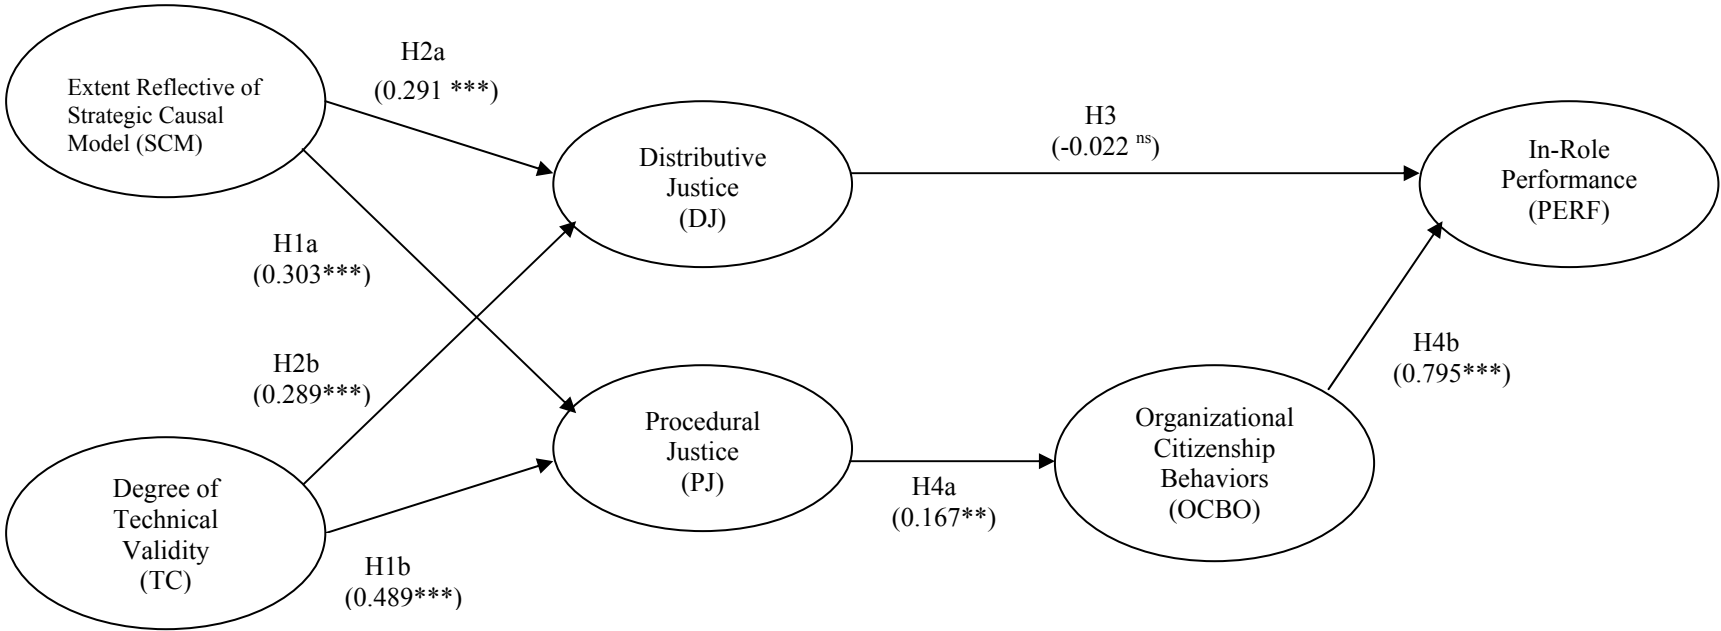 H2a
(0.291 ***)
Extent Reflective of
Strategic Causal
Model (SCM)
H3
(-0.022 ns)
Distributive
Justice
(DJ)
In-Role
Performance
(PERF)
H1a
(0.303***)
H2b
(0.289***)
H4b
(0.795***)
Procedural
Justice
(PJ)
Organizational
Citizenship
Behaviors
(OCBO)
H4a
(0.167**)
Degree of
Technical
Validity
(TC)
H1b
(0.489***)